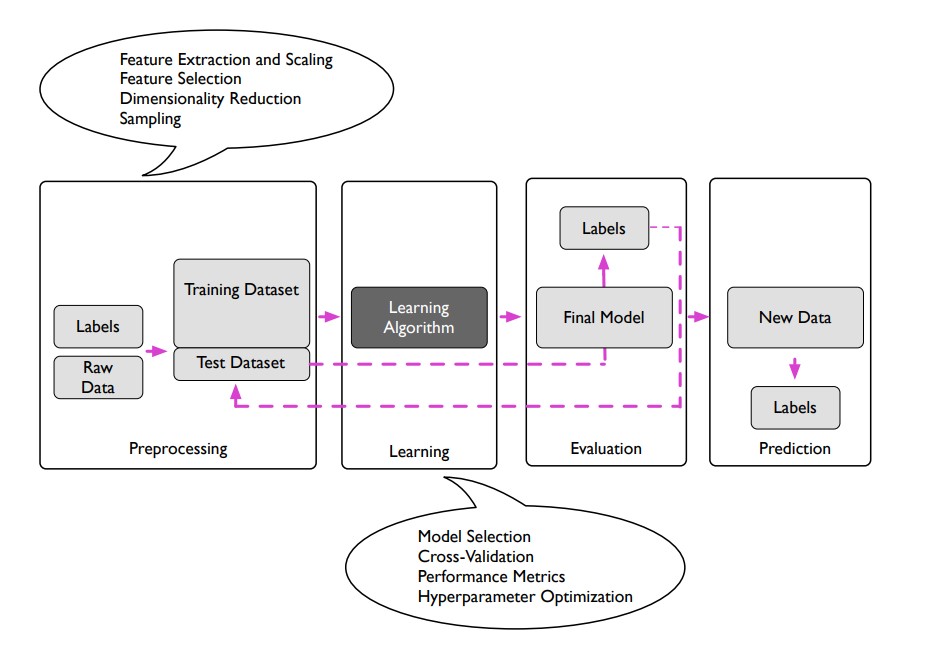 Feature Extraction and Scaling
Feature Selection
Dimensionality Reduction
Sampling
Labels
Raw
Data
Training Dataset
Test Dataset
Preprocessing
Learning
Algorithm
Learning
Labels
Final Model
Evaluation
New Data
Labels
Prediction
Model Selection
Cross-Validation
Performance Metrics
Hyperparameter Optimization